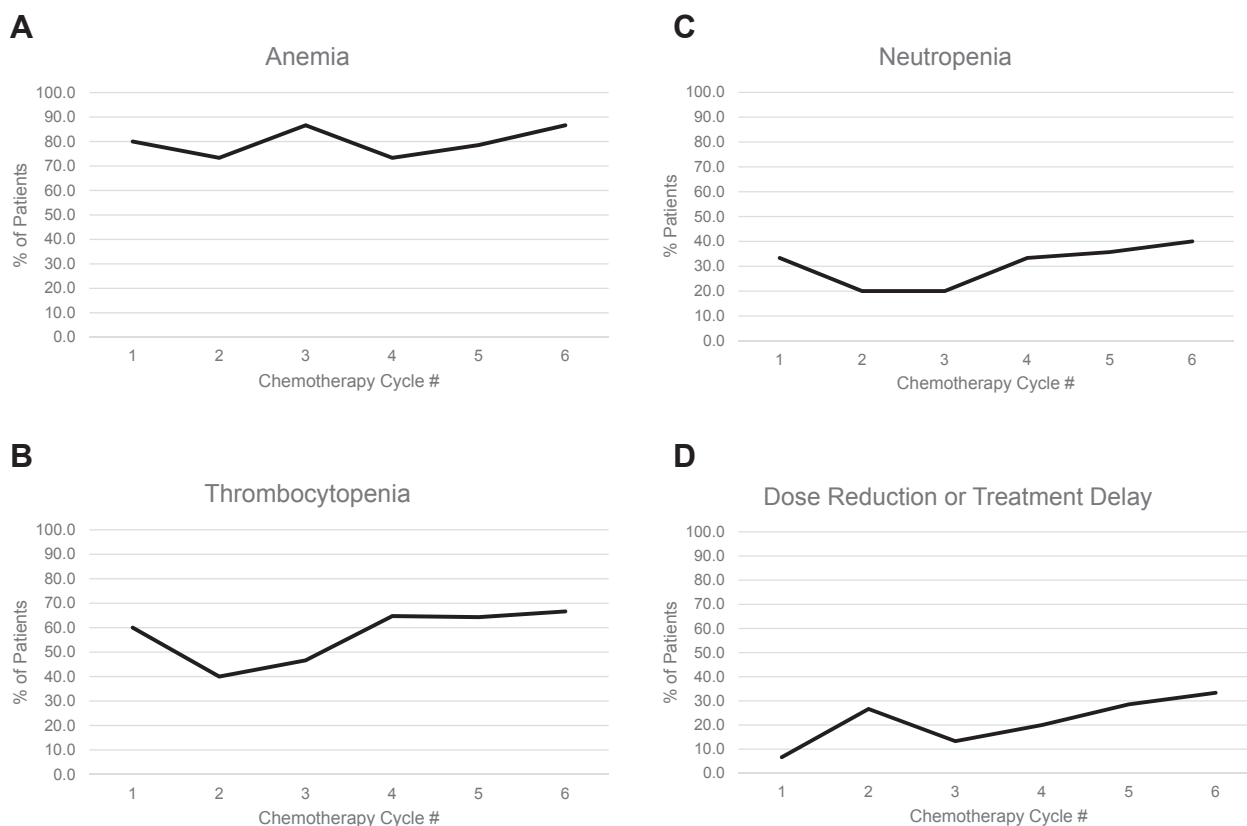 A
Anemia
% of Patients
100.0
90.0
80.0
70.0
60.0
50.0
40.0
30.0
20.0
10.0
0.0
1 2 3 4 5 6
Chemotherapy Cycle #
B
Thrombocytopenia
% of Patients
100.0
90.0
80.0
70.0
60.0
50.0
40.0
30.0
20.0
10.0
0.0
1 2 3 4 5 6
Chemotherapy Cycle #
C
Neutropenia
% Patients
100.0
90.0
80.0
70.0
60.0
50.0
40.0
30.0
20.0
10.0
0.0
1 2 3 4 5 6
Chemotherapy Cycle #
D
Dose Reduction or Treatment Delay
% of Patients
100.0
90.0
80.0
70.0
60.0
50.0
40.0
30.0
20.0
10.0
0.0
1 2 3 4 5 6
Chemotherapy Cycle #